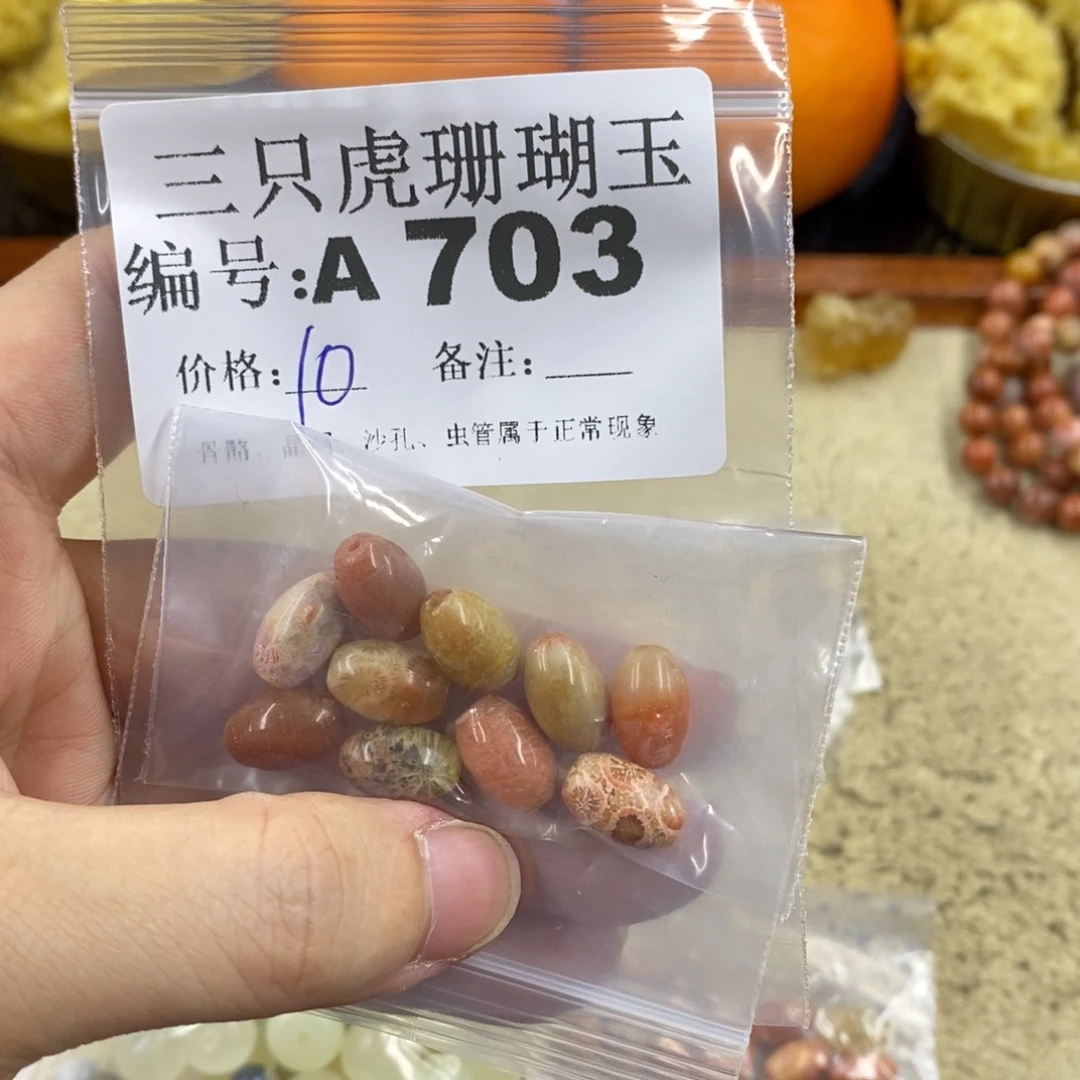 三只虎珊瑚玉
编号:A 703
价格:10 备注:____
沙孔、虫管属于正常现象